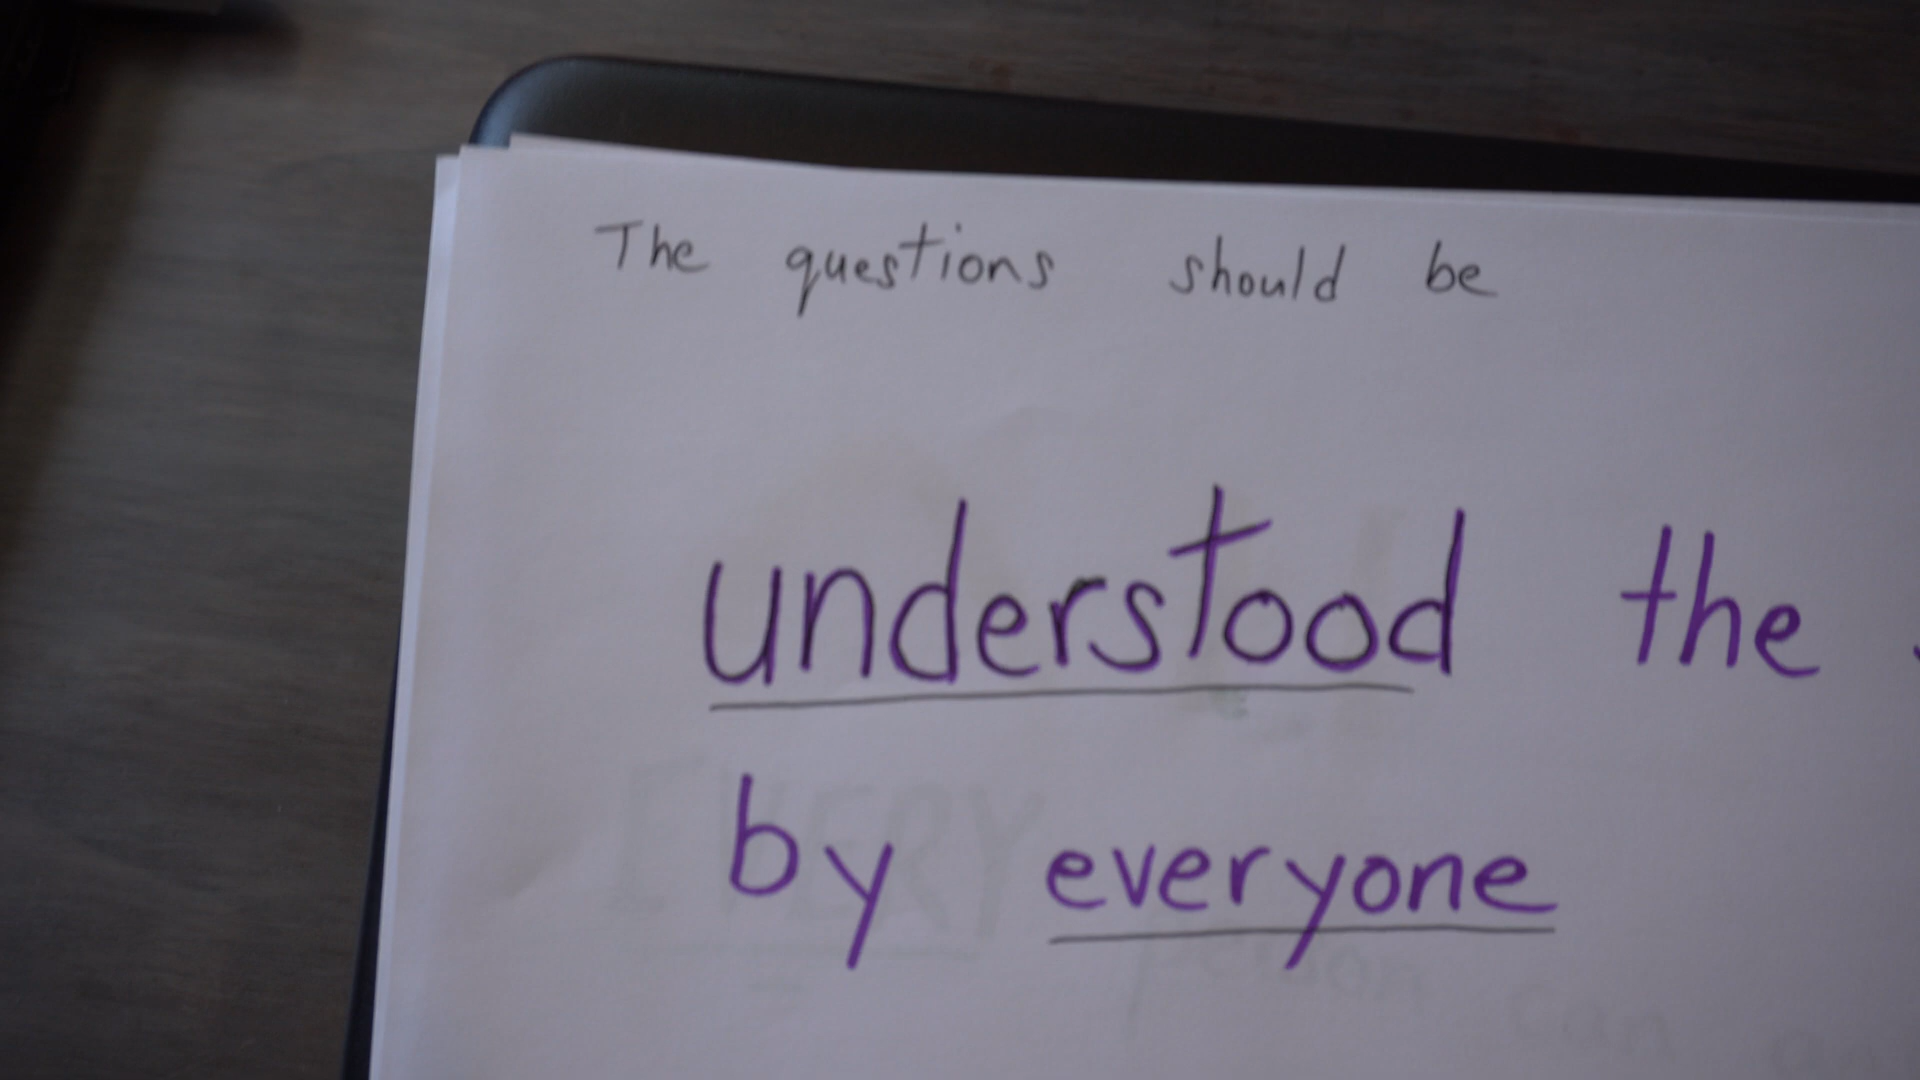 The questions should be
understood the
by everyone